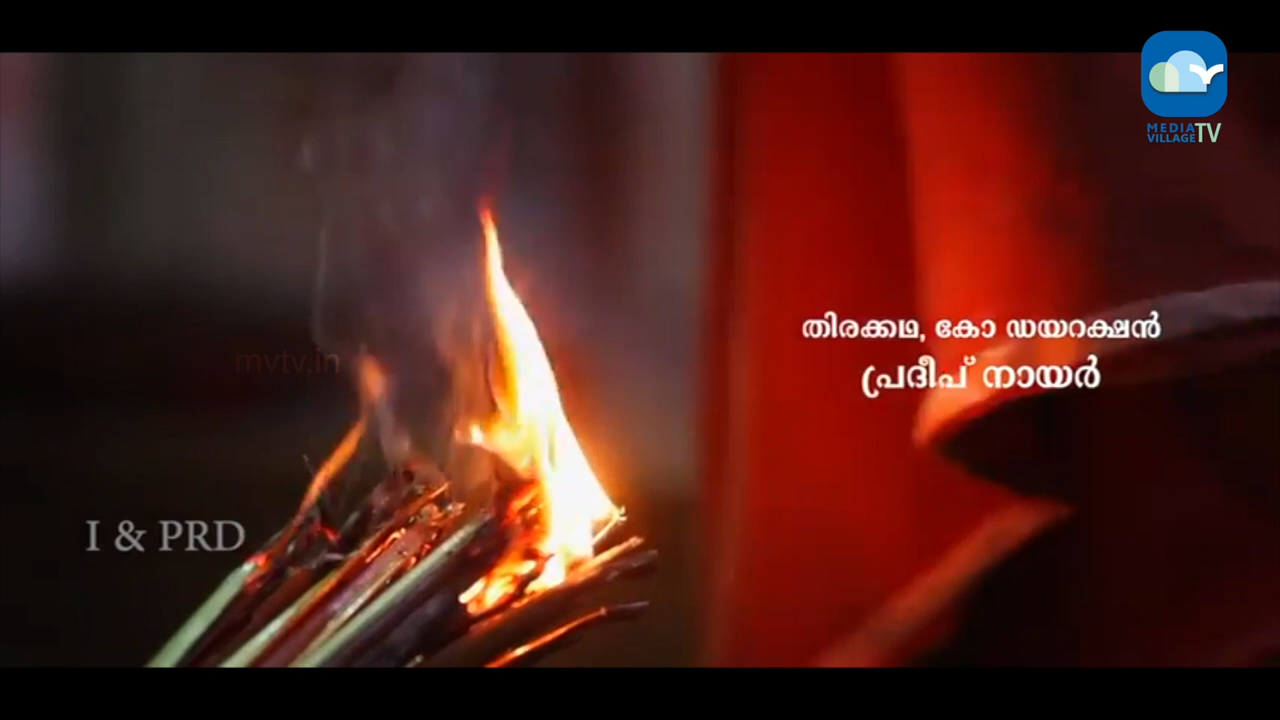 MEDIA
VILLAGE TV
തിരക്കഥ, കോ ഡയറക്ഷൻ
പ്രദീപ് നായർ
mvtv.in
I & PRD